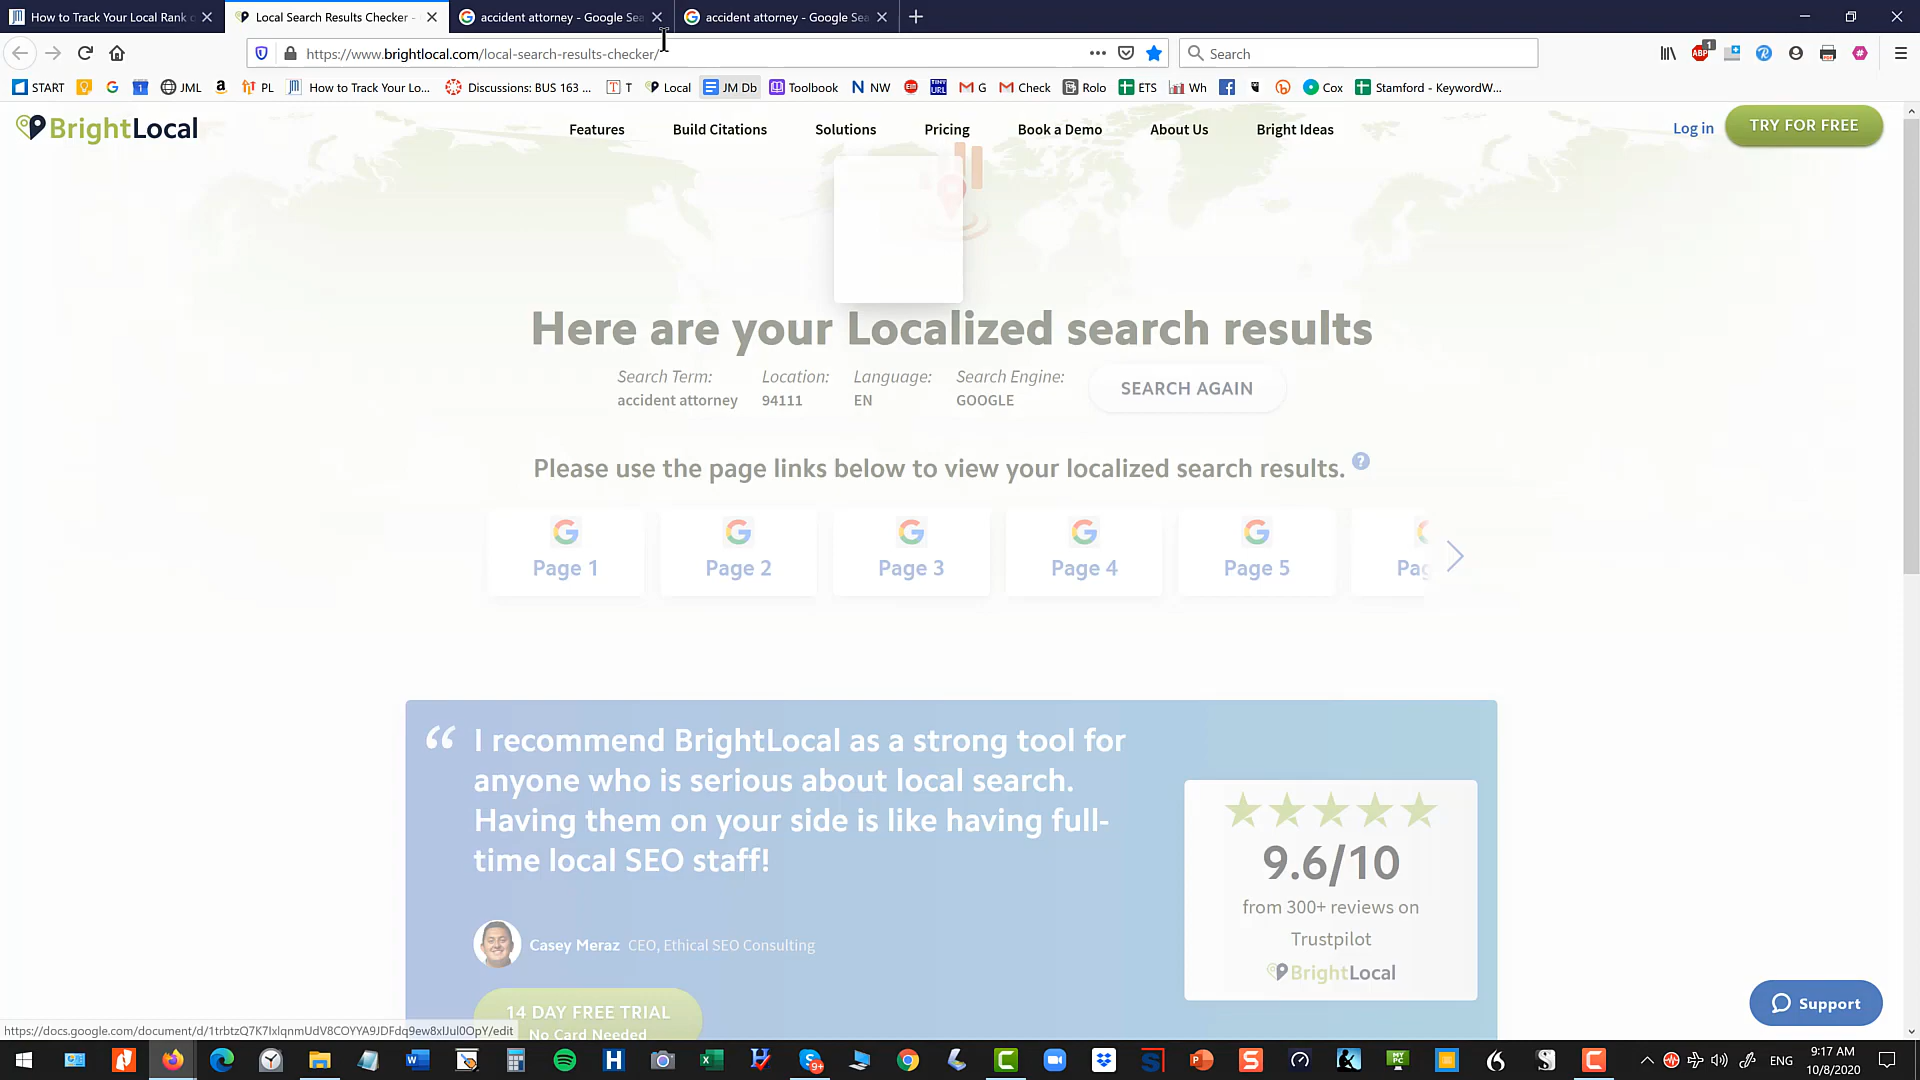 How to Track Your Local Rank o
Local Search Results Checker -
accident attorney - Google Sea
accident attorney - Google Sea
https://www.brightlocal.com/local-search-results-checker/
Search
START
JML
PL
How to Track Your Lo...
Discussions: BUS 163 ...
T
Local
JM Db
Toolbook
NW
G
Check
Rolo
ETS
Wh
Cox
Stamford - KeywordW...
BrightLocal
Features
Build Citations
Solutions
Pricing
Book a Demo
About Us
Bright Ideas
Log in
TRY FOR FREE
Here are your Localized search results
Search Term:
accident attorney
Location:
94111
Language:
EN
Search Engine:
GOOGLE
SEARCH AGAIN
Please use the page links below to view your localized search results.
Page 1
Page 2
Page 3
Page 4
Page 5
Pag
“ I recommend BrightLocal as a strong tool for
anyone who is serious about local search.
Having them on your side is like having full-
time local SEO staff!
Casey Meraz CEO, Ethical SEO Consulting
14 DAY FREE TRIAL
No Card Needed
9.6/10
from 300+ reviews on
Trustpilot
BrightLocal
Support
ENG
9:17 AM
10/8/2020